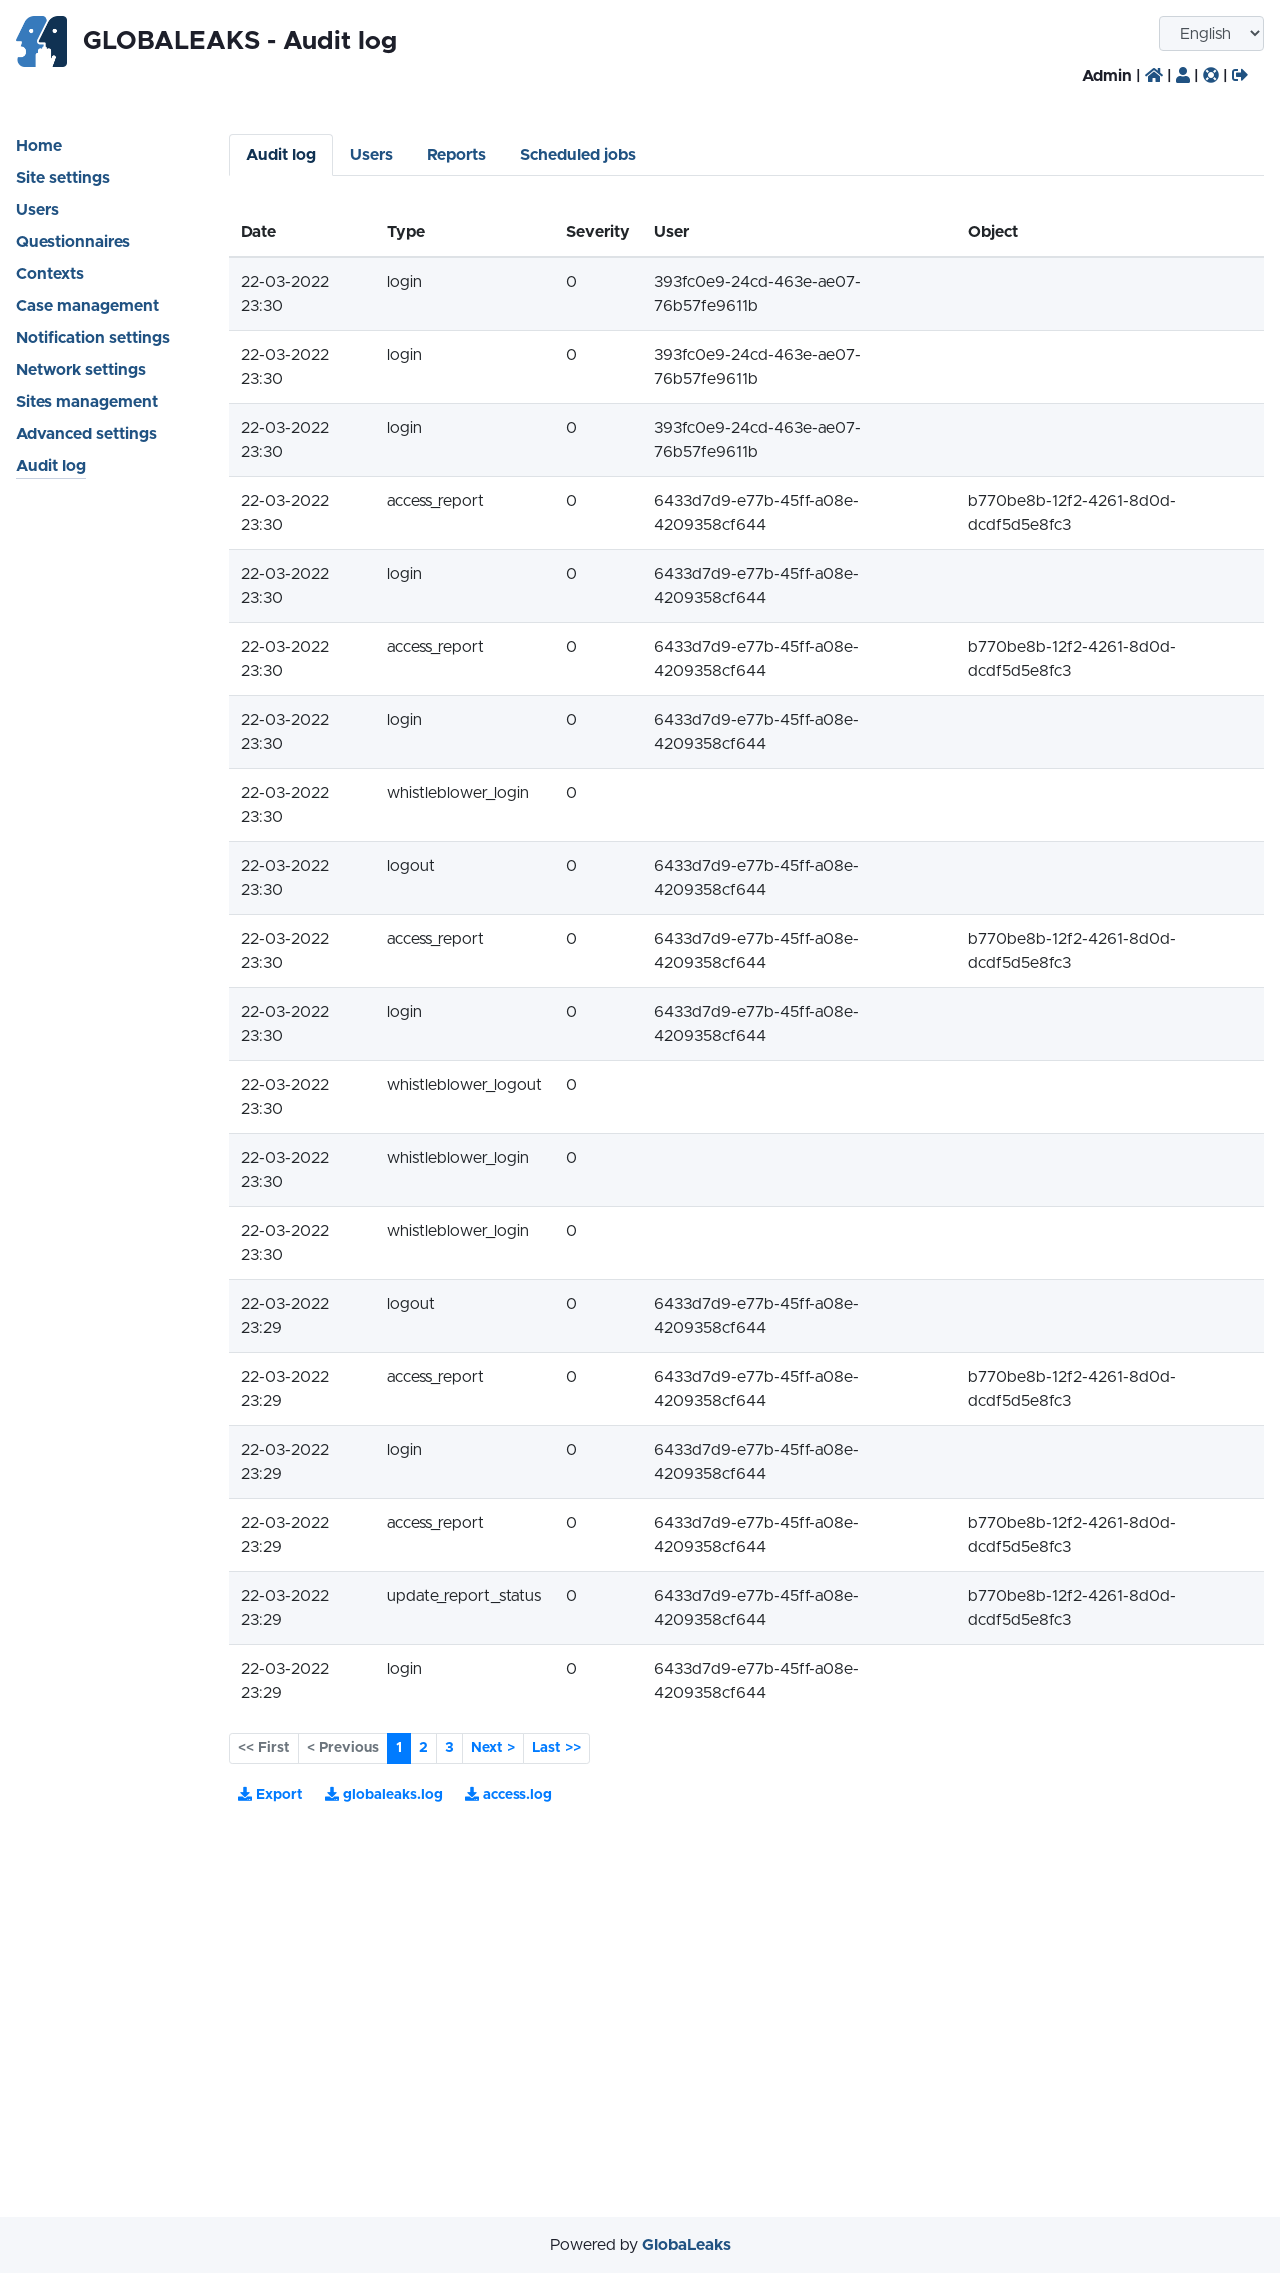 GLOBALEAKS - Audit log
English
Admin | | | |
Home
Site settings
Users
Questionnaires
Contexts
Case management
Notification settings
Network settings
Sites management
Advanced settings
Audit log
Audit log Users Reports Scheduled jobs
Date Type Severity User Object
22-03-2022 login 0 393fc0e9-24cd-463e-ae07-
23:30 76b57fe9611b
22-03-2022 login 0 393fc0e9-24cd-463e-ae07-
23:30 76b57fe9611b
22-03-2022 login 0 393fc0e9-24cd-463e-ae07-
23:30 76b57fe9611b
22-03-2022 access_report 0 6433d7d9-e77b-45ff-a08e- b770be8b-12f2-4261-8d0d-
23:30 4209358cf644 dcdf5d5e8fc3
22-03-2022 login 0 6433d7d9-e77b-45ff-a08e-
23:30 4209358cf644
22-03-2022 access_report 0 6433d7d9-e77b-45ff-a08e- b770be8b-12f2-4261-8d0d-
23:30 4209358cf644 dcdf5d5e8fc3
22-03-2022 login 0 6433d7d9-e77b-45ff-a08e-
23:30 4209358cf644
22-03-2022 whistleblower_login 0
23:30
22-03-2022 logout 0 6433d7d9-e77b-45ff-a08e-
23:30 4209358cf644
22-03-2022 access_report 0 6433d7d9-e77b-45ff-a08e- b770be8b-12f2-4261-8d0d-
23:30 4209358cf644 dcdf5d5e8fc3
22-03-2022 login 0 6433d7d9-e77b-45ff-a08e-
23:30 4209358cf644
22-03-2022 whistleblower_logout 0
23:30
22-03-2022 whistleblower_login 0
23:30
22-03-2022 whistleblower_login 0
23:30
22-03-2022 logout 0 6433d7d9-e77b-45ff-a08e-
23:29 4209358cf644
22-03-2022 access_report 0 6433d7d9-e77b-45ff-a08e- b770be8b-12f2-4261-8d0d-
23:29 4209358cf644 dcdf5d5e8fc3
22-03-2022 login 0 6433d7d9-e77b-45ff-a08e-
23:29 4209358cf644
22-03-2022 access_report 0 6433d7d9-e77b-45ff-a08e- b770be8b-12f2-4261-8d0d-
23:29 4209358cf644 dcdf5d5e8fc3
22-03-2022 update_report_status 0 6433d7d9-e77b-45ff-a08e- b770be8b-12f2-4261-8d0d-
23:29 4209358cf644 dcdf5d5e8fc3
22-03-2022 login 0 6433d7d9-e77b-45ff-a08e-
23:29 4209358cf644
<< First < Previous 1 2 3 Next > Last >>
Export globaleaks.log access.log
Powered by GlobaLeaks